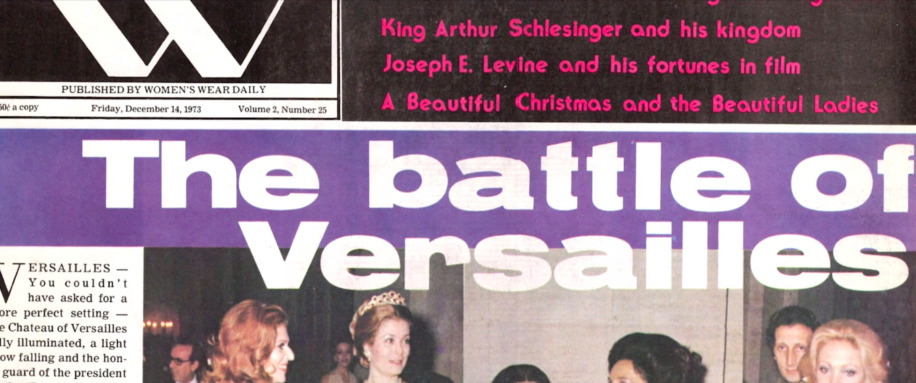 W
PUBLISHED BY WOMEN'S WEAR DAILY
50¢ a copy Friday, December 14, 1973 Volume 2, Number 25
King Arthur Schlesinger and his kingdom
Joseph E. Levine and his fortunes in film
A Beautiful Christmas and the Beautiful Ladies
The battle of
Versailles
VERSAILLES —
You couldn't
have asked for a
ore perfect setting —
e Chateau of Versailles
lly illuminated, a light
ow falling and the hon-
guard of the president